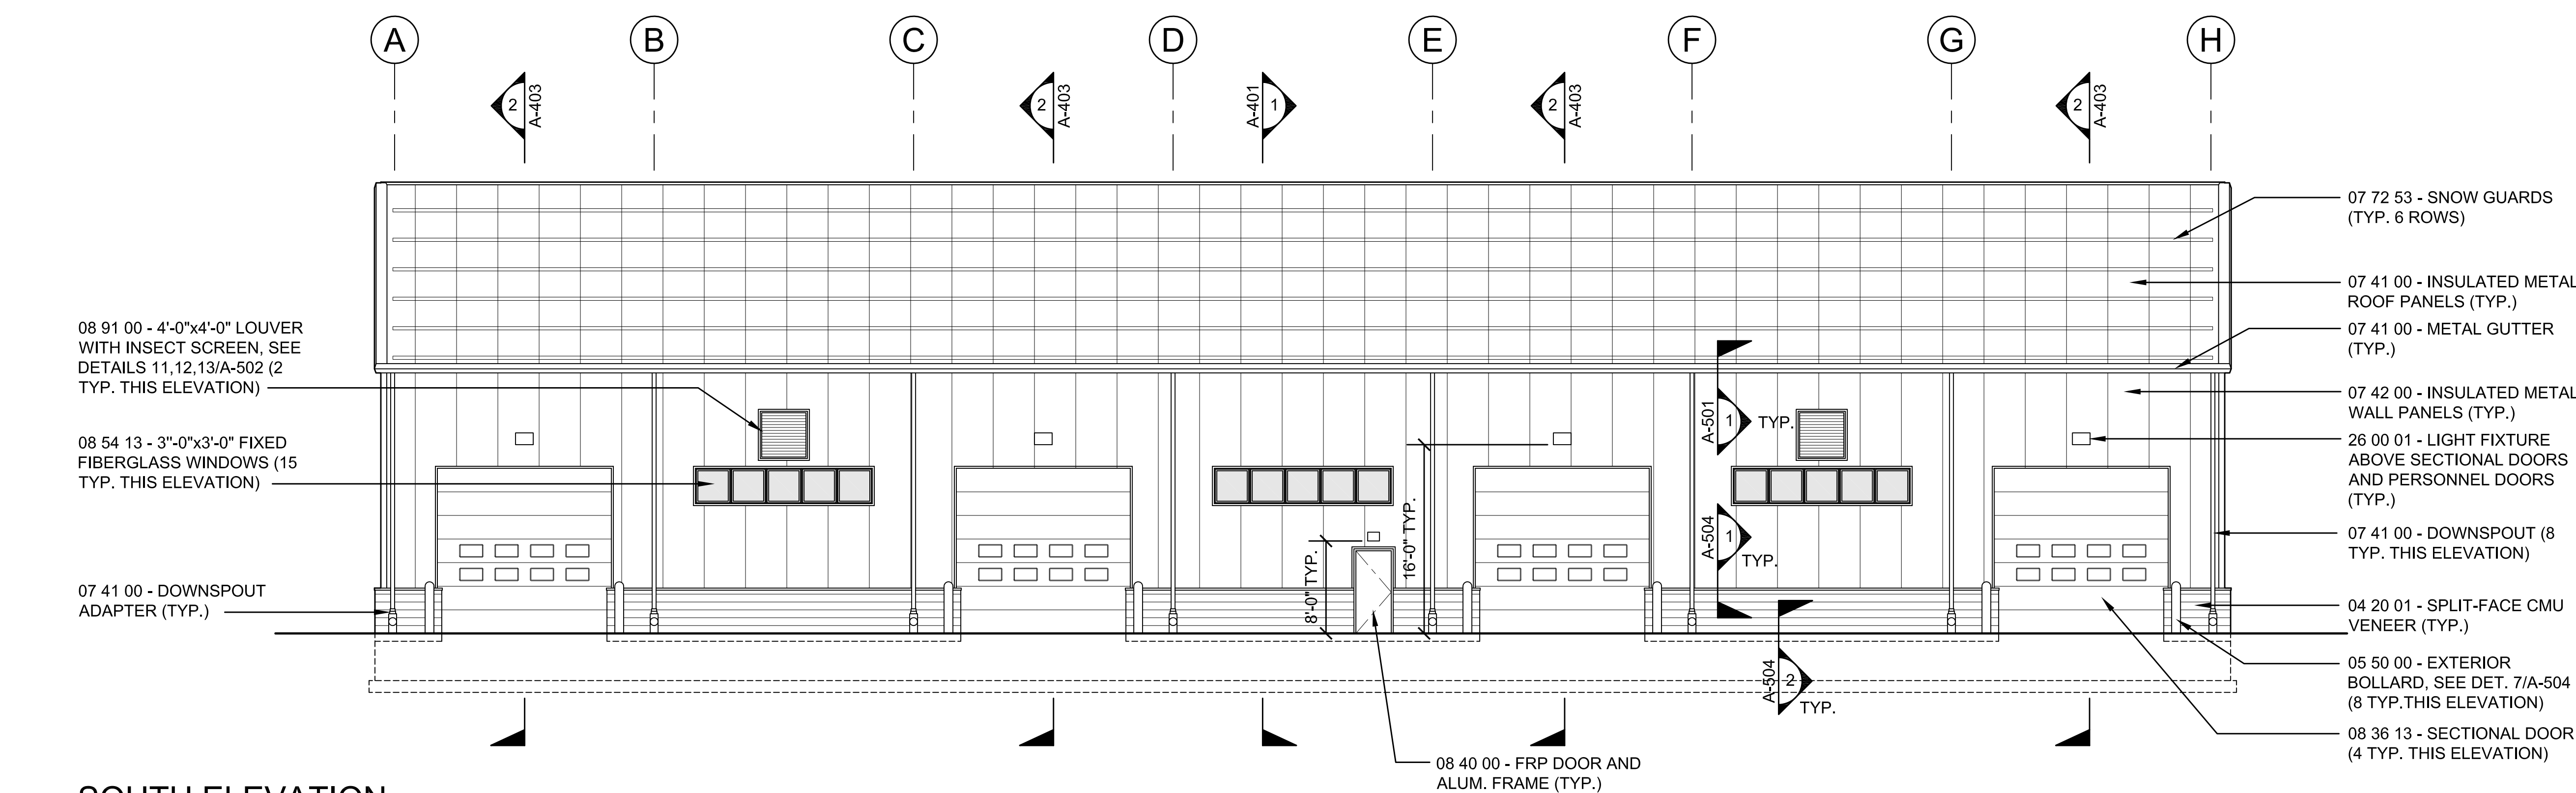 A
B
C
D
E
F
G
H
2
A-403
2
A-403
A-401
1
2
A-403
2
A-403
08 91 00 - 4'-0"x4'-0" LOUVER
WITH INSECT SCREEN, SEE
DETAILS 11,12,13/A-502 (2
TYP. THIS ELEVATION)
08 54 13 - 3"-0"x3'-0" FIXED
FIBERGLASS WINDOWS (15
TYP. THIS ELEVATION)
07 41 00 - DOWNSPOUT
ADAPTER (TYP.)
A-501
1
TYP.
A-504
1
TYP.
A-504
2
TYP.
8'-0" TYP.
16'-0" TYP.
07 72 53 - SNOW GUARDS
(TYP. 6 ROWS)
07 41 00 - INSULATED METAL
ROOF PANELS (TYP.)
07 41 00 - METAL GUTTER
(TYP.)
07 42 00 - INSULATED METAL
WALL PANELS (TYP.)
26 00 01 - LIGHT FIXTURE
ABOVE SECTIONAL DOORS
AND PERSONNEL DOORS
(TYP.)
07 41 00 - DOWNSPOUT (8
TYP. THIS ELEVATION)
04 20 01 - SPLIT-FACE CMU
VENEER (TYP.)
05 50 00 - EXTERIOR
BOLLARD, SEE DET. 7/A-504
(8 TYP.THIS ELEVATION)
08 36 13 - SECTIONAL DOOR
(4 TYP. THIS ELEVATION)
08 40 00 - FRP DOOR AND
ALUM. FRAME (TYP.)
SOUTH ELEVATION